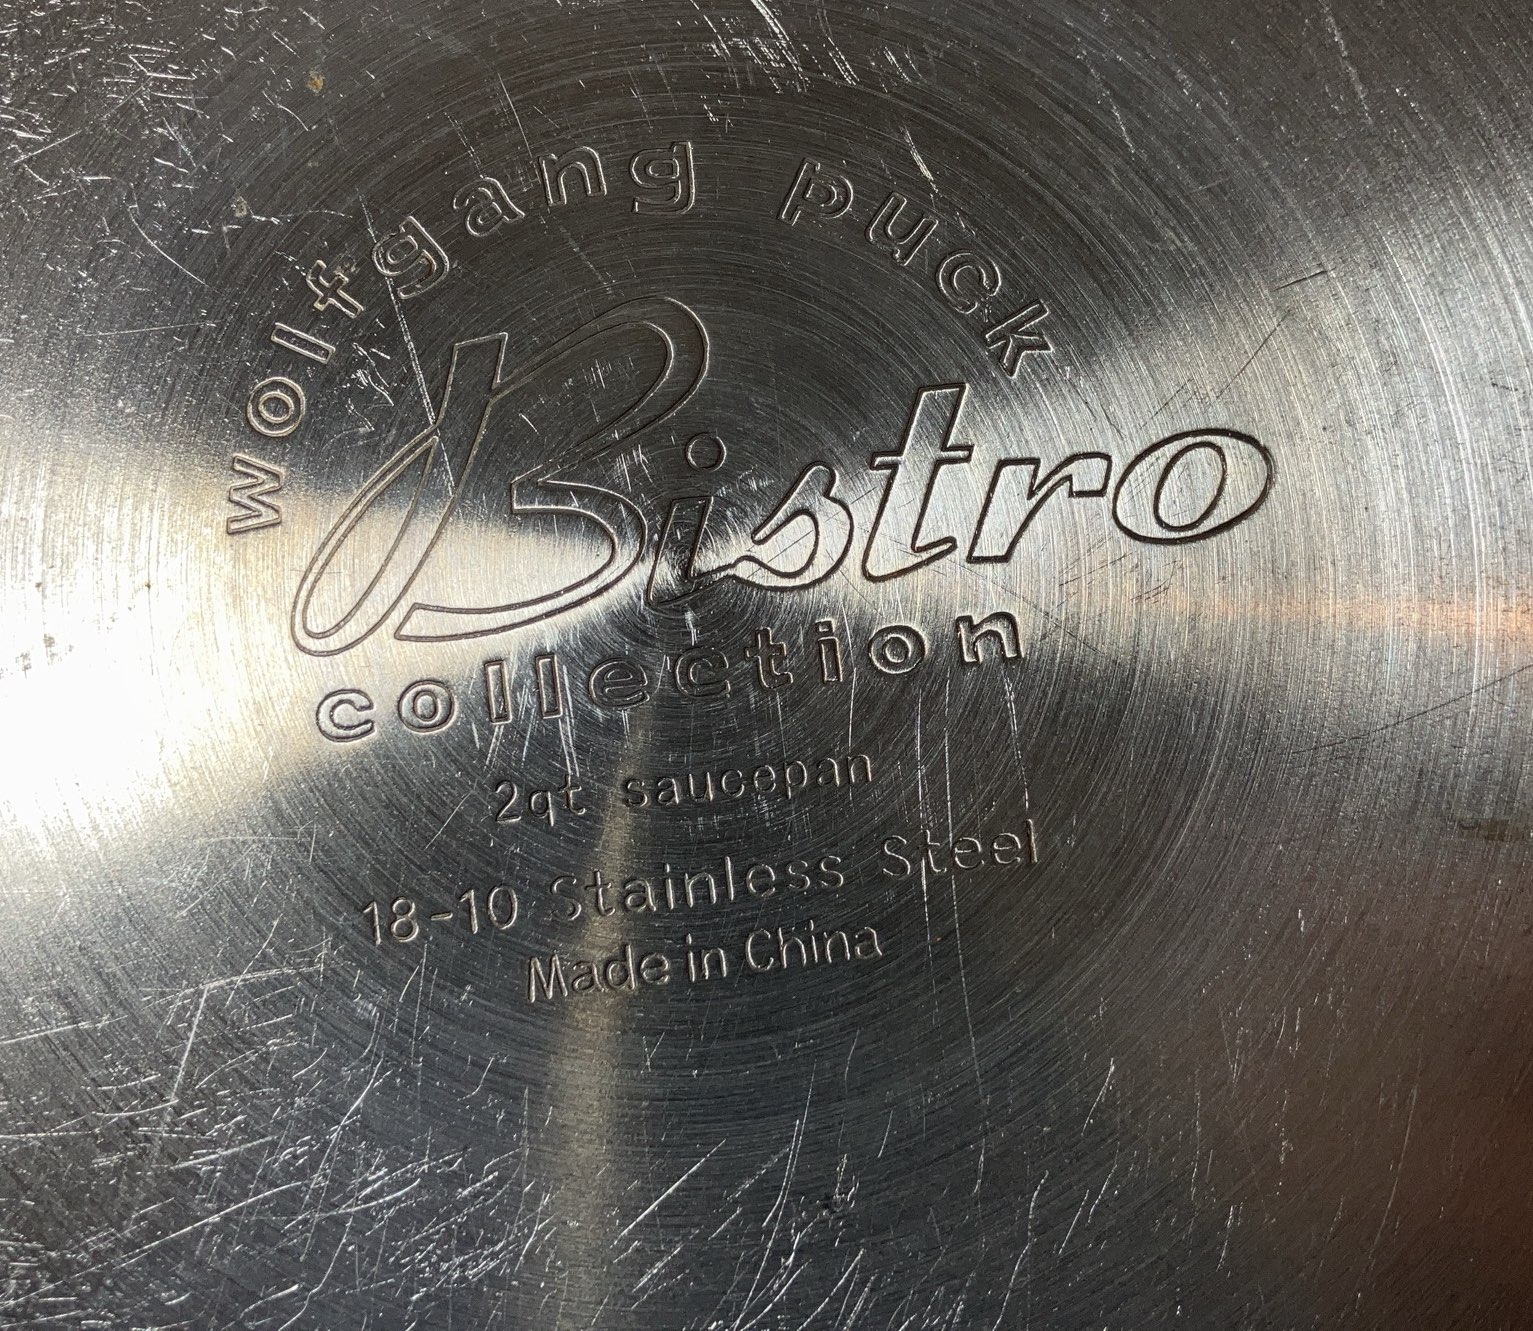 wolfgang puck
Bistro
collection
2qt saucepan
18-10 Stainless Steel
Made in China